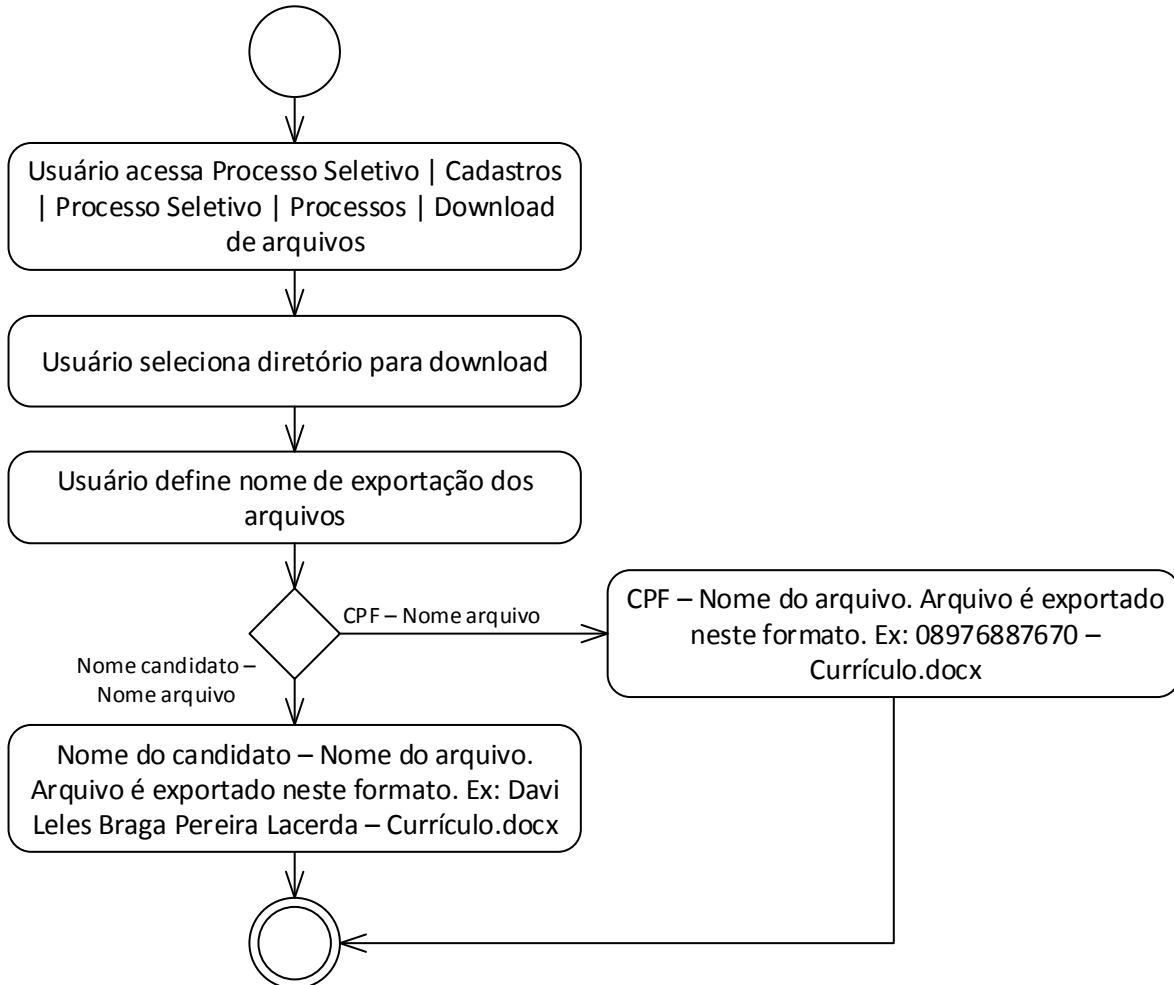 Usuário acessa Processo Seletivo | Cadastros
| Processo Seletivo | Processos | Download
de arquivos
Usuário seleciona diretório para download
Usuário define nome de exportação dos
arquivos
CPF – Nome arquivo
CPF – Nome do arquivo. Arquivo é exportado
neste formato. Ex: 08976887670 –
Currículo.docx
Nome candidato –
Nome arquivo
Nome do candidato – Nome do arquivo.
Arquivo é exportado neste formato. Ex: Davi
Leles Braga Pereira Lacerda – Currículo.docx